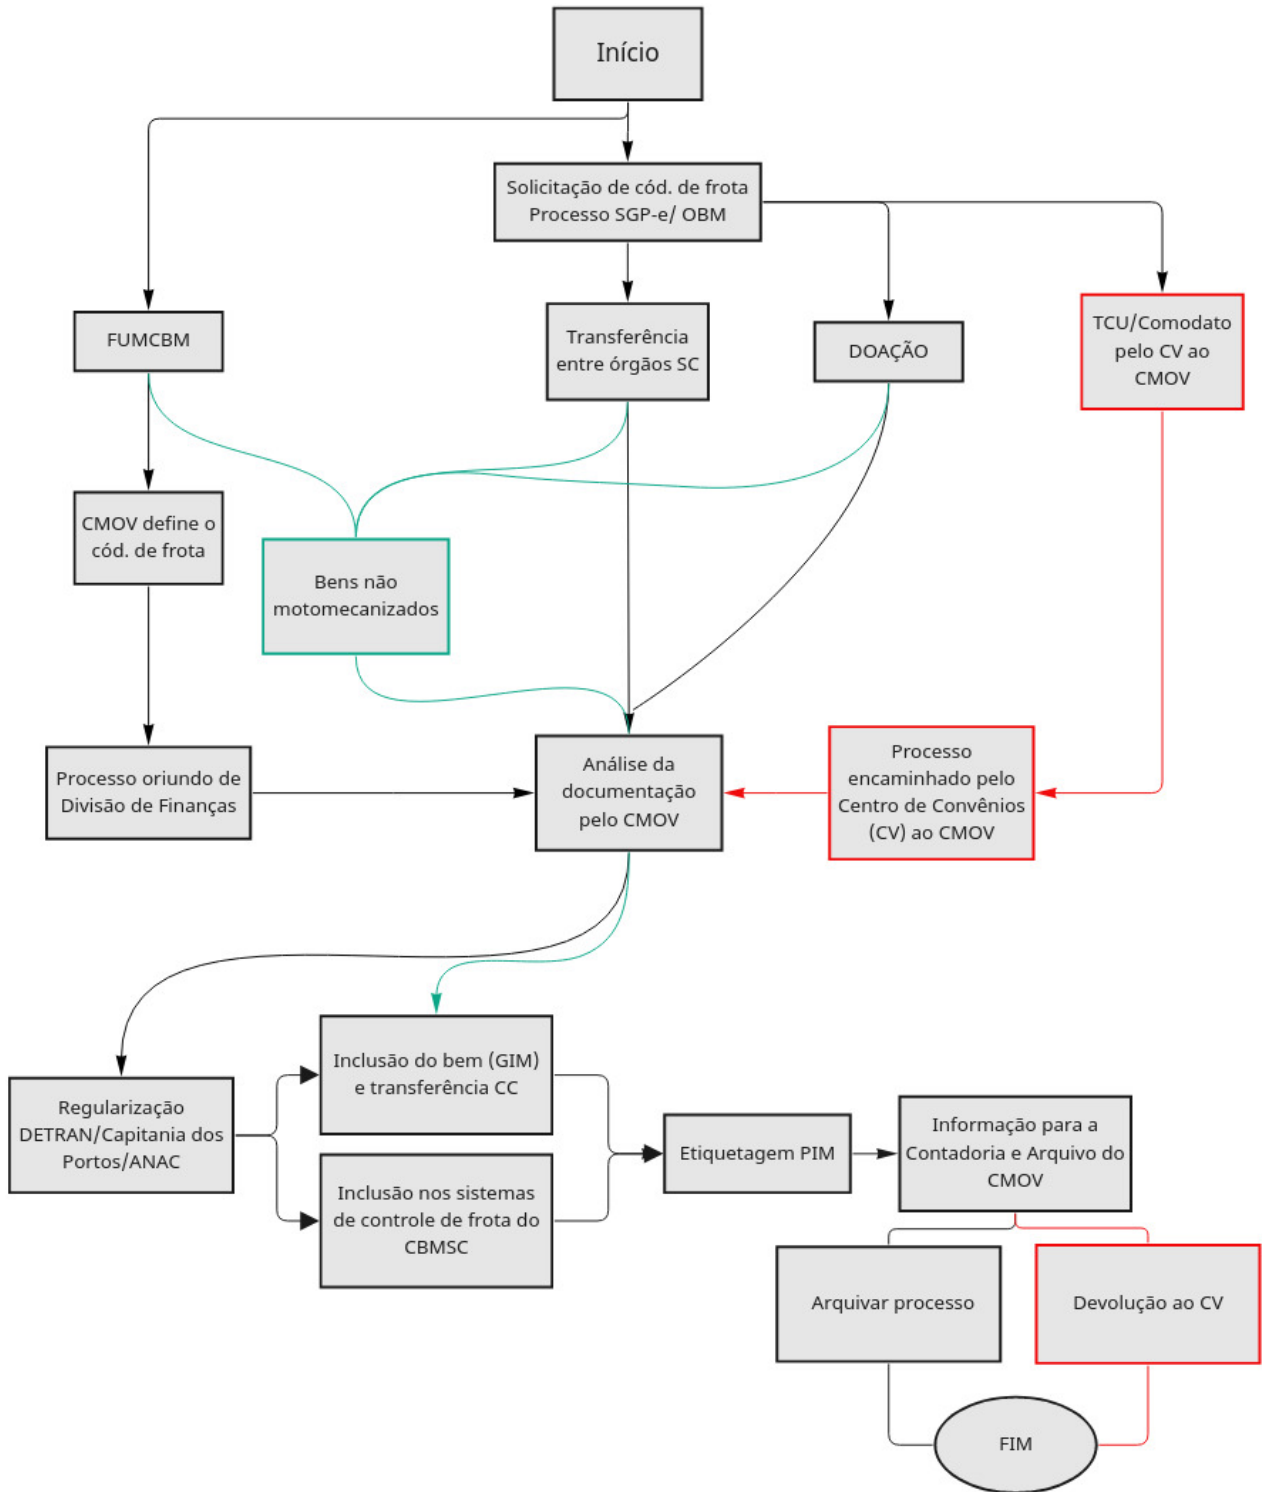 Início
Solicitação de cód. de frota
Processo SGP-e/ OBM
FUMCBM
Transferência
entre órgãos SC
DOAÇÃO
TCU/Comodato
pelo CV ao
CMOV
CMOV define o
cód. de frota
Bens não
motomecanizados
Processo oriundo de
Divisão de Finanças
Análise da
documentação
pelo CMOV
Processo
encaminhado pelo
Centro de Convênios
(CV) ao CMOV
Regularização
DETRAN/Capitania dos
Portos/ANAC
Inclusão do bem (GIM)
e transferência CC
Inclusão nos sistemas
de controle de frota do
CBMSC
Etiquetagem PIM
Informação para a
Contadoria e Arquivo do
CMOV
Arquivar processo
Devolução ao CV
FIM